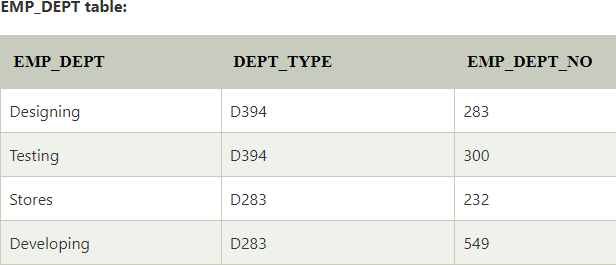 EMP_DEPT table:
EMP_DEPT DEPT_TYPE EMP_DEPT_NO
Designing D394 283
Testing D394 300
Stores D283 232
Developing D283 549